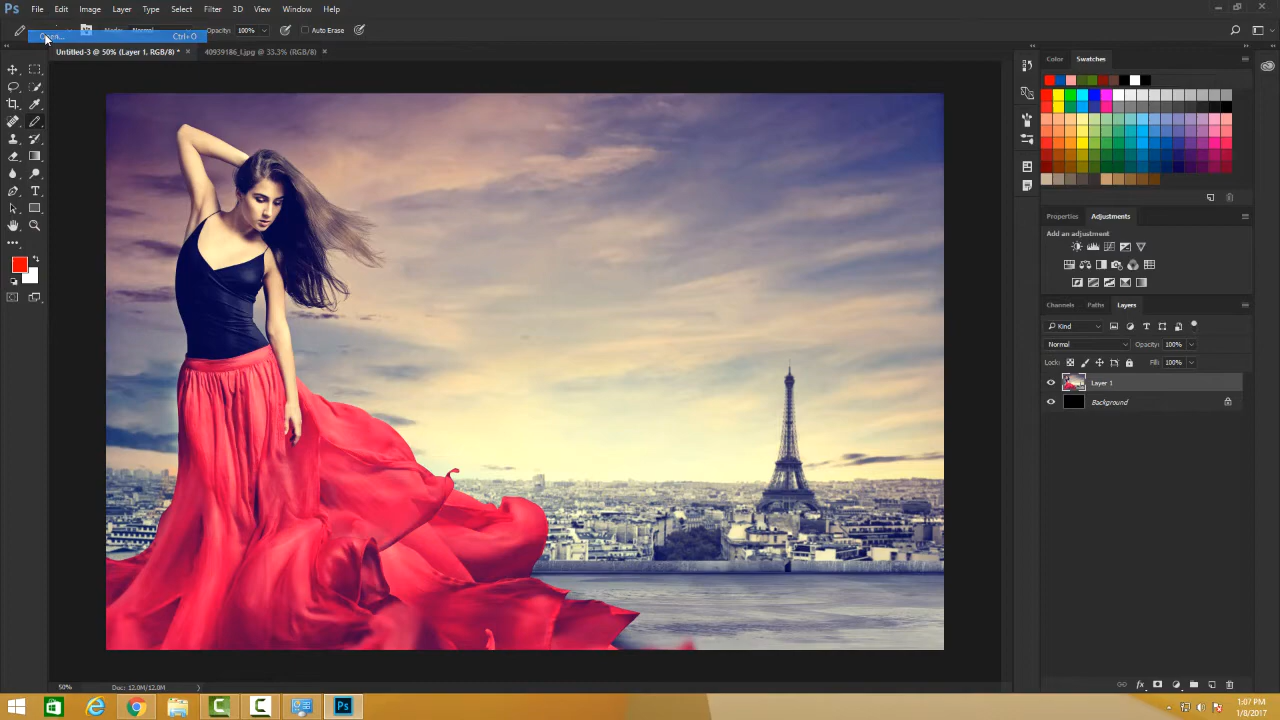 Ps File Edit Image Layer Type Select Filter 3D View Window Help
Normal Opacity: 100% Auto Erase
Open... Ctrl+O
Untitled-3 @ 50% (Layer 1, RGB/8) * × 40939186_l.jpg @ 33.3% (RGB/8) ×
Color Swatches
Properties Adjustments
Add an adjustment
Channels Paths Layers
Kind
Normal Opacity: 100%
Lock: Fill: 100%
Layer 1
Background
50% Doc: 12.0M/12.0M
Ps
1:07 PM
1/8/2017